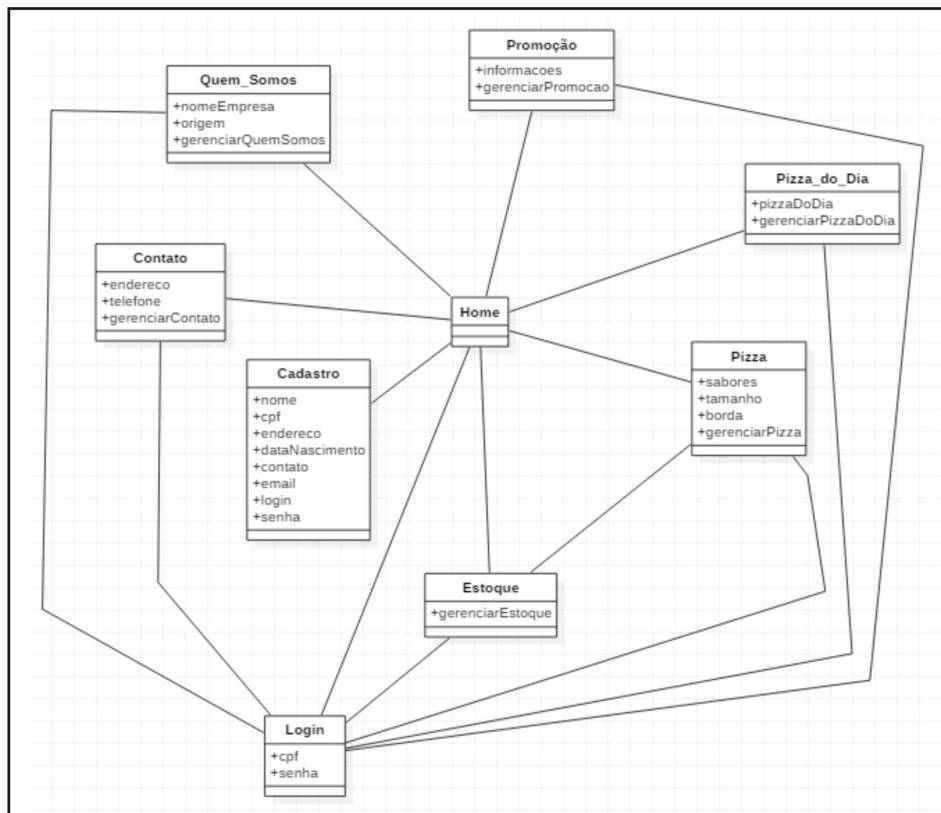 Promoção
+informacoes
+gerenciarPromocao
Quem_Somos
+nomeEmpresa
+origem
+gerenciarQuemSomos
Pizza_do_Dia
+pizzaDoDia
+gerenciarPizzaDoDia
Contato
+endereco
+telefone
+gerenciarContato
Home
Pizza
+sabores
+tamanho
+borda
+gerenciarPizza
Cadastro
+nome
+cpf
+endereco
+dataNascimento
+contato
+email
+login
+senha
Estoque
+gerenciarEstoque
Login
+cpf
+senha